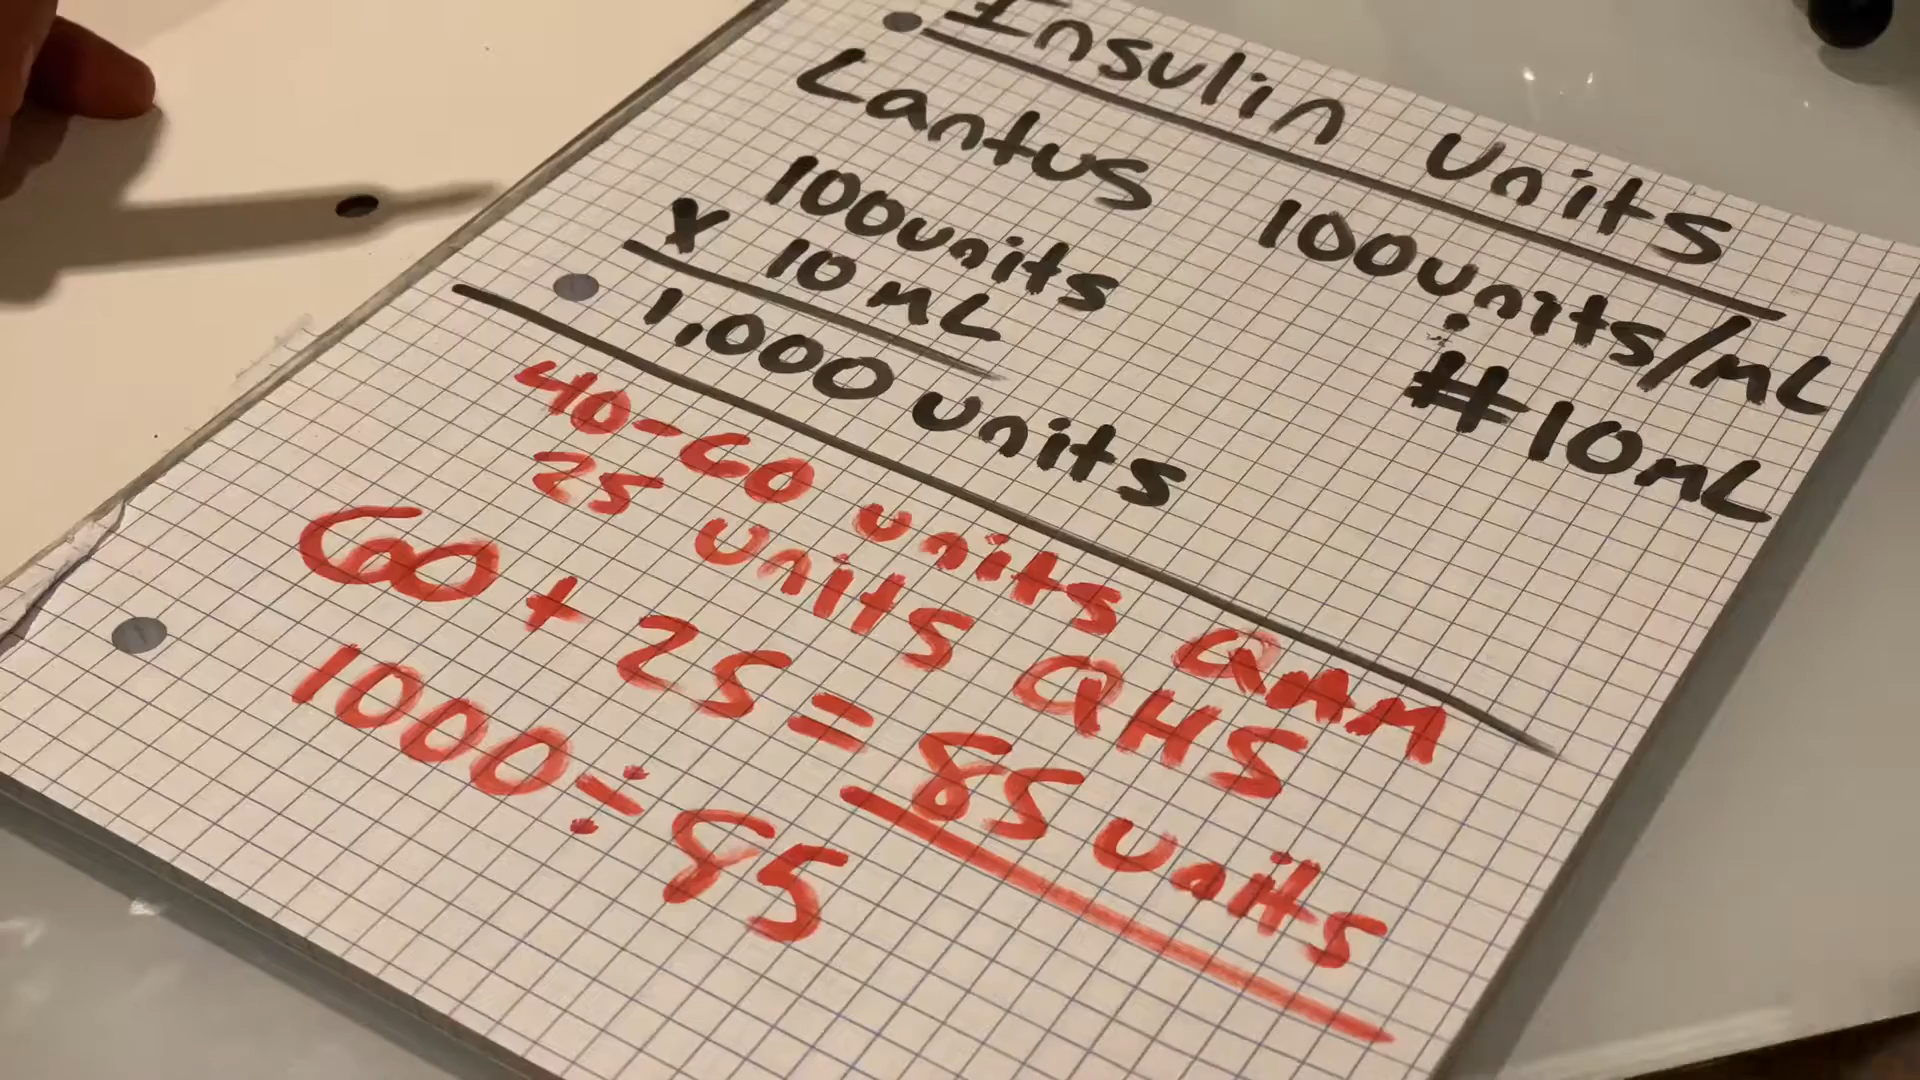 Insulin Units
Lantus 100units/mL
#10mL
100units
x 10mL
1,000 units
40-60 units QAM
25 units QHS
60 + 25 = 85 units
1000 ÷ 85